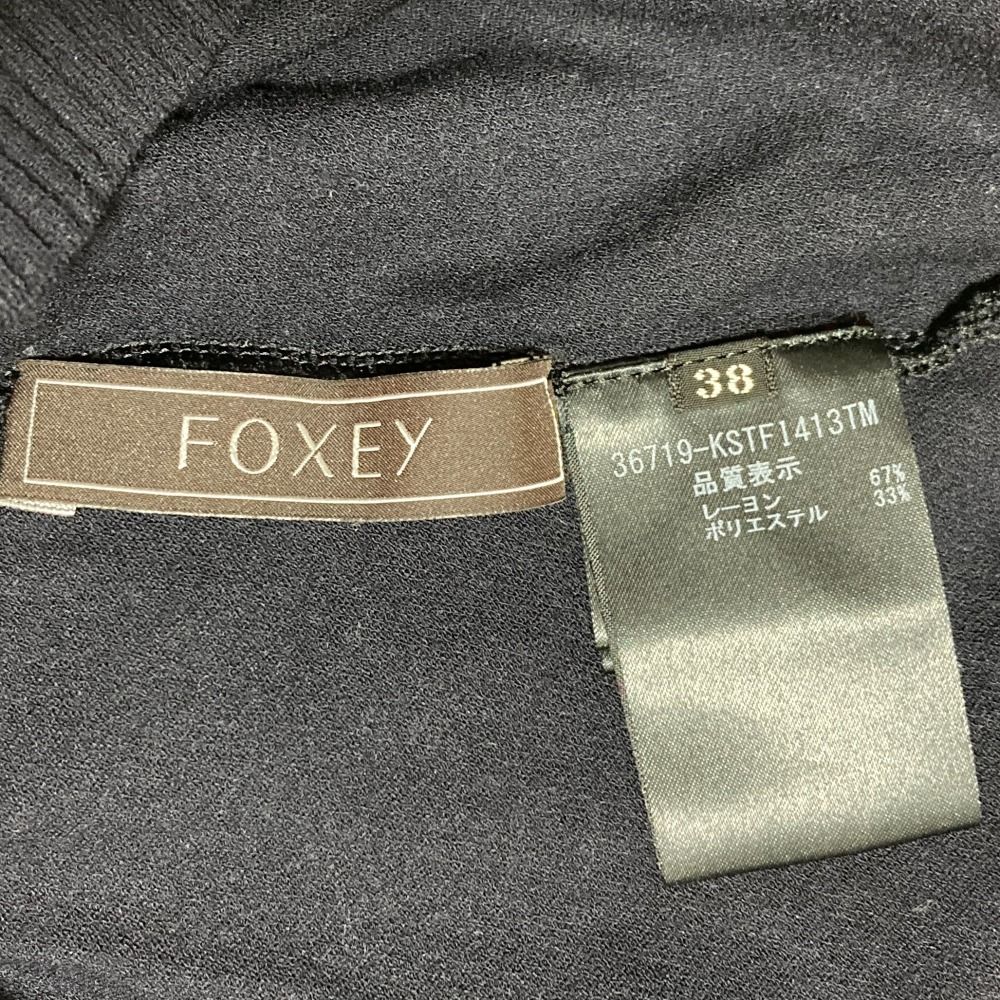 FOXEY
38
36719-KSTF1413TM
品質表示
レーヨン 67%
ポリエステル 33%